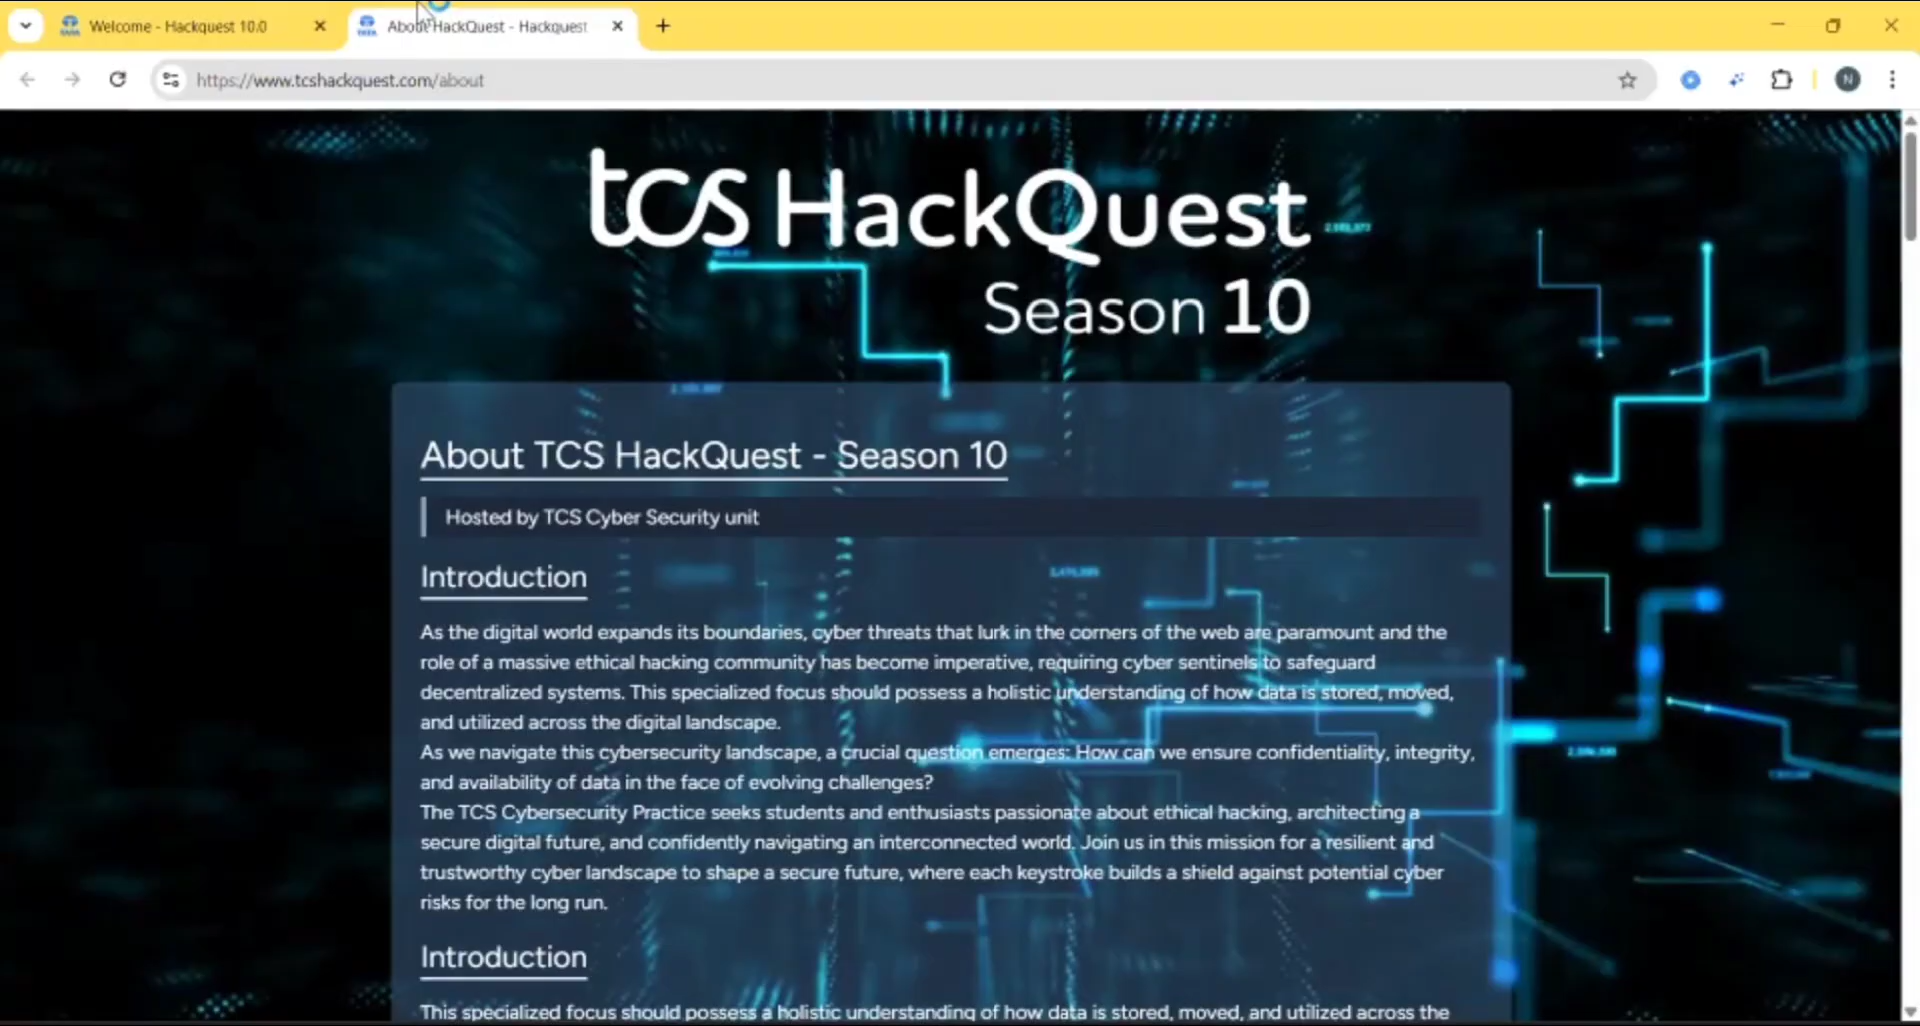 Welcome - Hackquest 10.0
About HackQuest - Hackquest
https://www.tcshackquest.com/about
N
tcs HackQuest
Season 10
About TCS HackQuest - Season 10
Hosted by TCS Cyber Security unit
Introduction
As the digital world expands its boundaries, cyber threats that lurk in the corners of the web are paramount and the
role of a massive ethical hacking community has become imperative, requiring cyber sentinels to safeguard
decentralized systems. This specialized focus should possess a holistic understanding of how data is stored, moved,
and utilized across the digital landscape.
As we navigate this cybersecurity landscape, a crucial question emerges: How can we ensure confidentiality, integrity,
and availability of data in the face of evolving challenges?
The TCS Cybersecurity Practice seeks students and enthusiasts passionate about ethical hacking, architecting a
secure digital future, and confidently navigating an interconnected world. Join us in this mission for a resilient and
trustworthy cyber landscape to shape a secure future, where each keystroke builds a shield against potential cyber
risks for the long run.
Introduction
This specialized focus should possess a holistic understanding of how data is stored, moved, and utilized across the